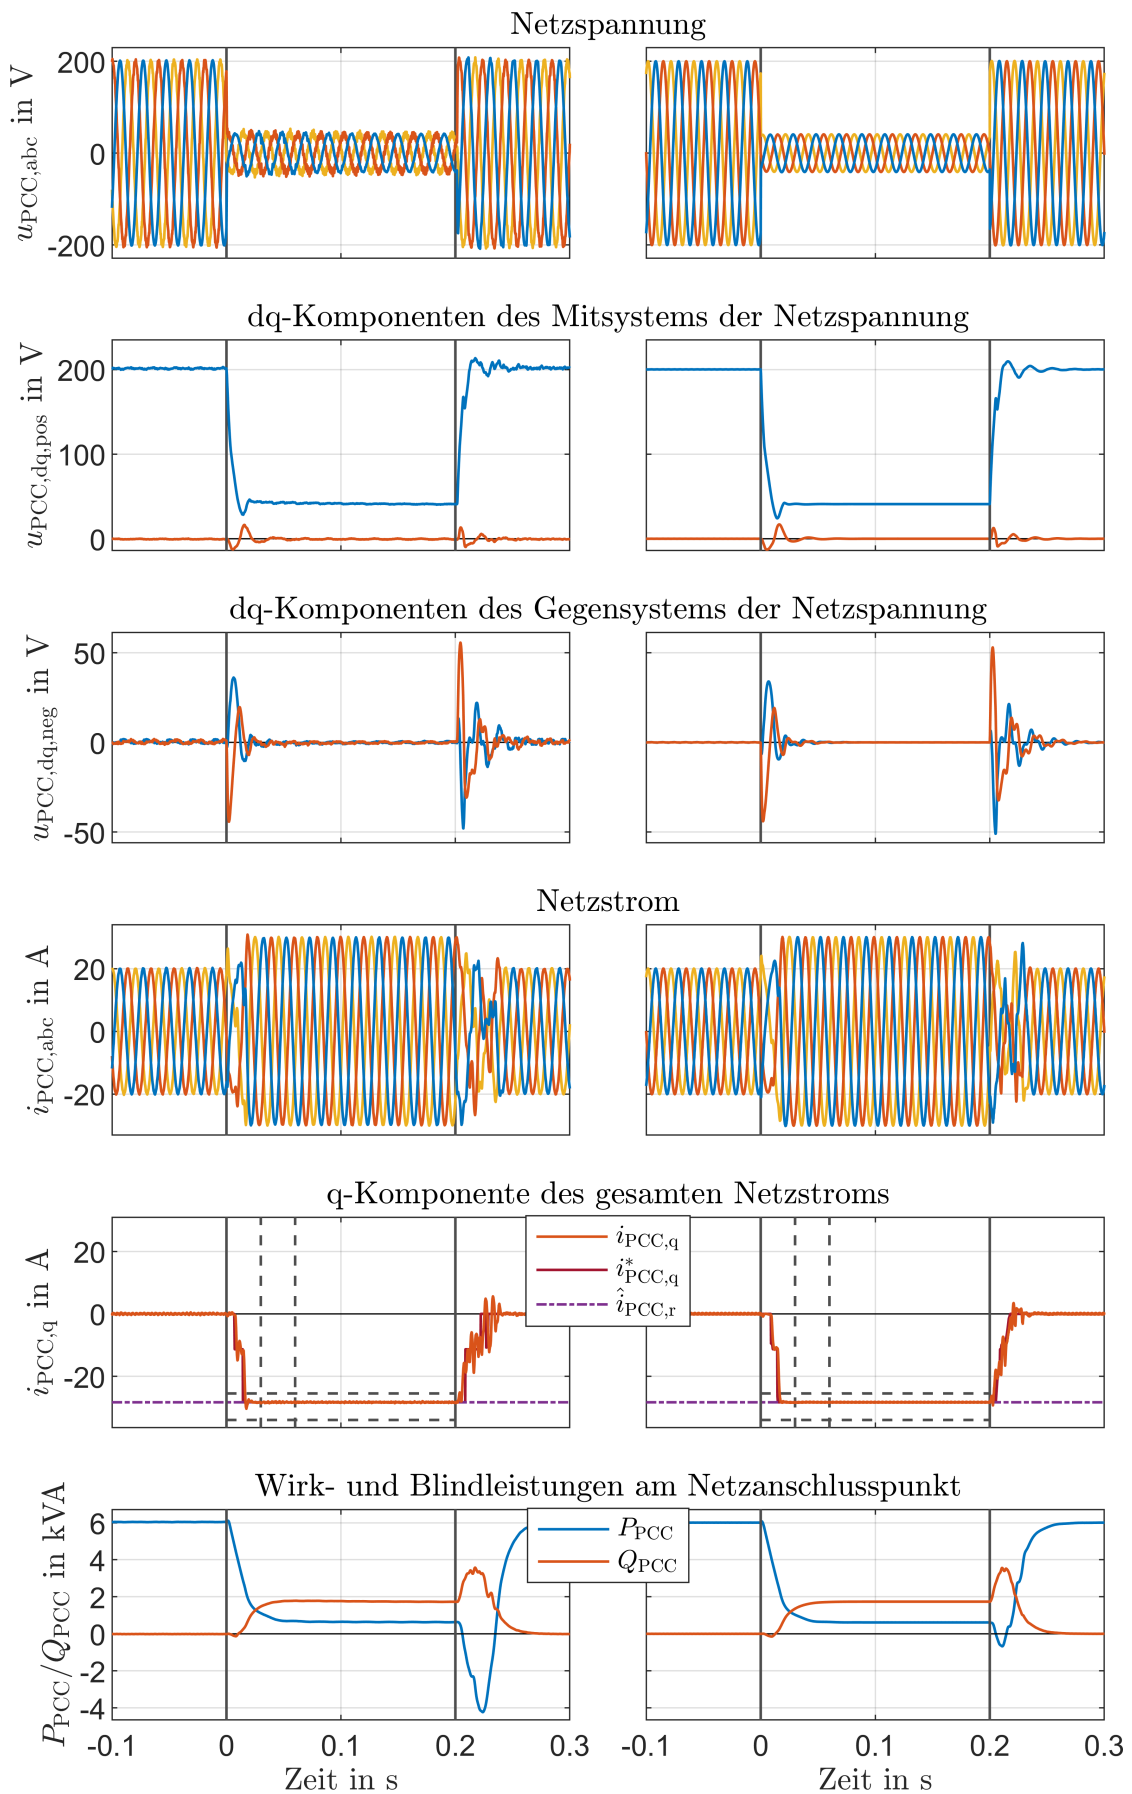 Netzspannung
u_PCC,abc in V
200
0
-200
dq-Komponenten des Mitsystems der Netzspannung
u_PCC,dq,pos in V
200
100
0
dq-Komponenten des Gegensystems der Netzspannung
u_PCC,dq,neg in V
50
0
-50
Netzstrom
i_PCC,abc in A
20
0
-20
q-Komponente des gesamten Netzstroms
i_PCC,q in A
20
0
-20
i_PCC,q
i*_PCC,q
î_PCC,r
Wirk- und Blindleistungen am Netzanschlusspunkt
P_PCC/Q_PCC in kVA
6
4
2
0
-2
-4
P_PCC
Q_PCC
-0.1 0 0.1 0.2 0.3 -0.1 0 0.1 0.2 0.3
Zeit in s Zeit in s